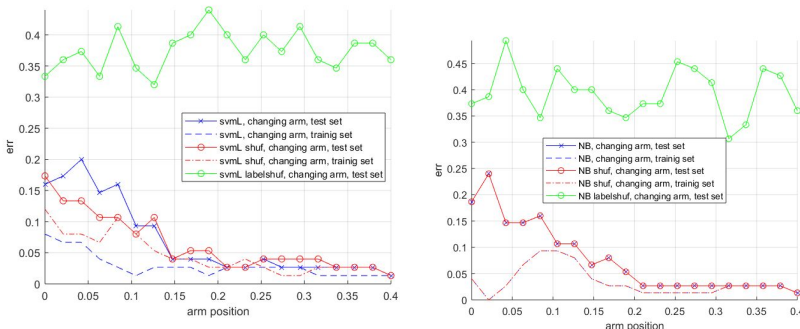 0.4
0.35
0.3
0.25
0.2
0.15
0.1
0.05
0
err
0 0.05 0.1 0.15 0.2 0.25 0.3 0.35 0.4
arm position
svmL, changing arm, test set
svmL, changing arm, trainig set
svmL shuf, changing arm, test set
svmL shuf, changing arm, trainig set
svmL labelshuf, changing arm, test set
0.45
0.4
0.35
0.3
0.25
0.2
0.15
0.1
0.05
0
err
0 0.05 0.1 0.15 0.2 0.25 0.3 0.35 0.4
arm position
NB, changing arm, test set
NB, changing arm, trainig set
NB shuf, changing arm, test set
NB shuf, changing arm, trainig set
NB labelshuf, changing arm, test set